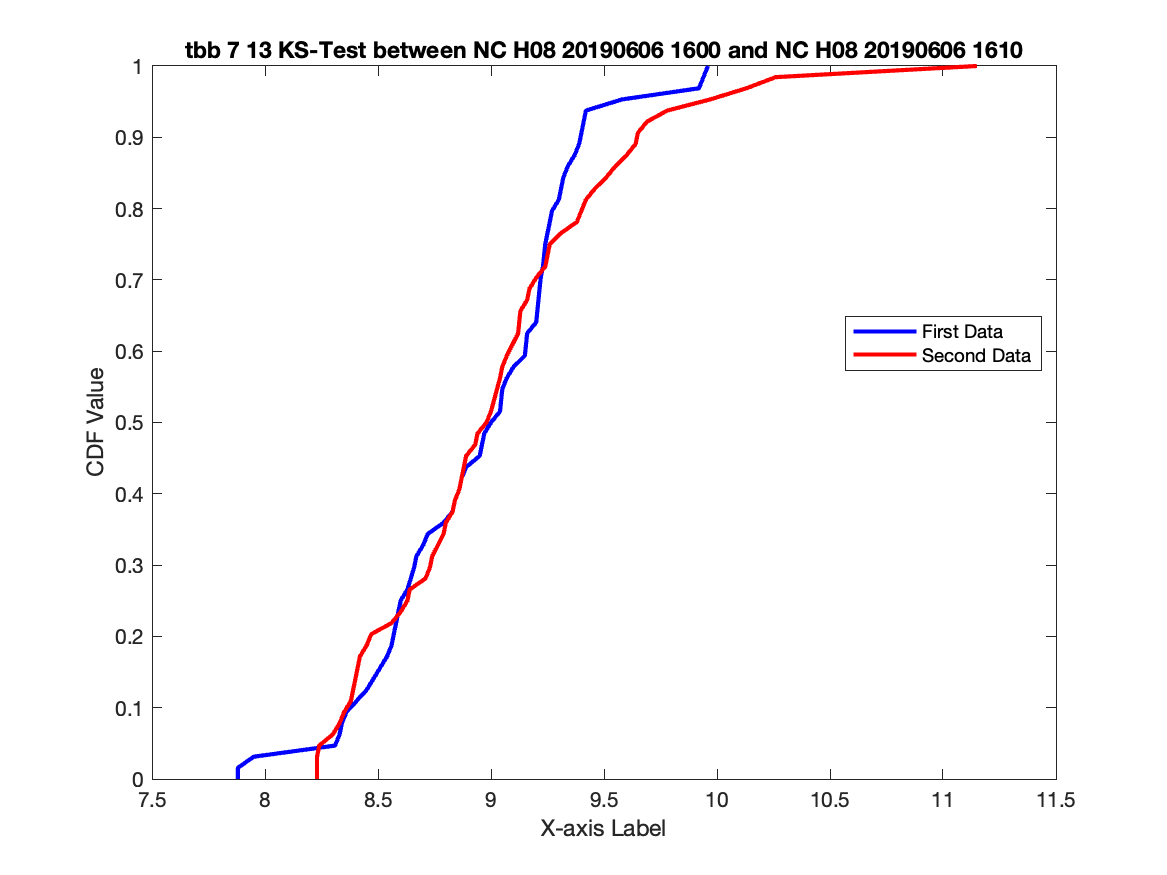 tbb 7 13 KS-Test between NC H08 20190606 1600 and NC H08 20190606 1610
1
0.9
0.8
0.7
0.6
0.5
0.4
0.3
0.2
0.1
0
CDF Value
First Data
Second Data
7.5 8 8.5 9 9.5 10 10.5 11 11.5
X-axis Label